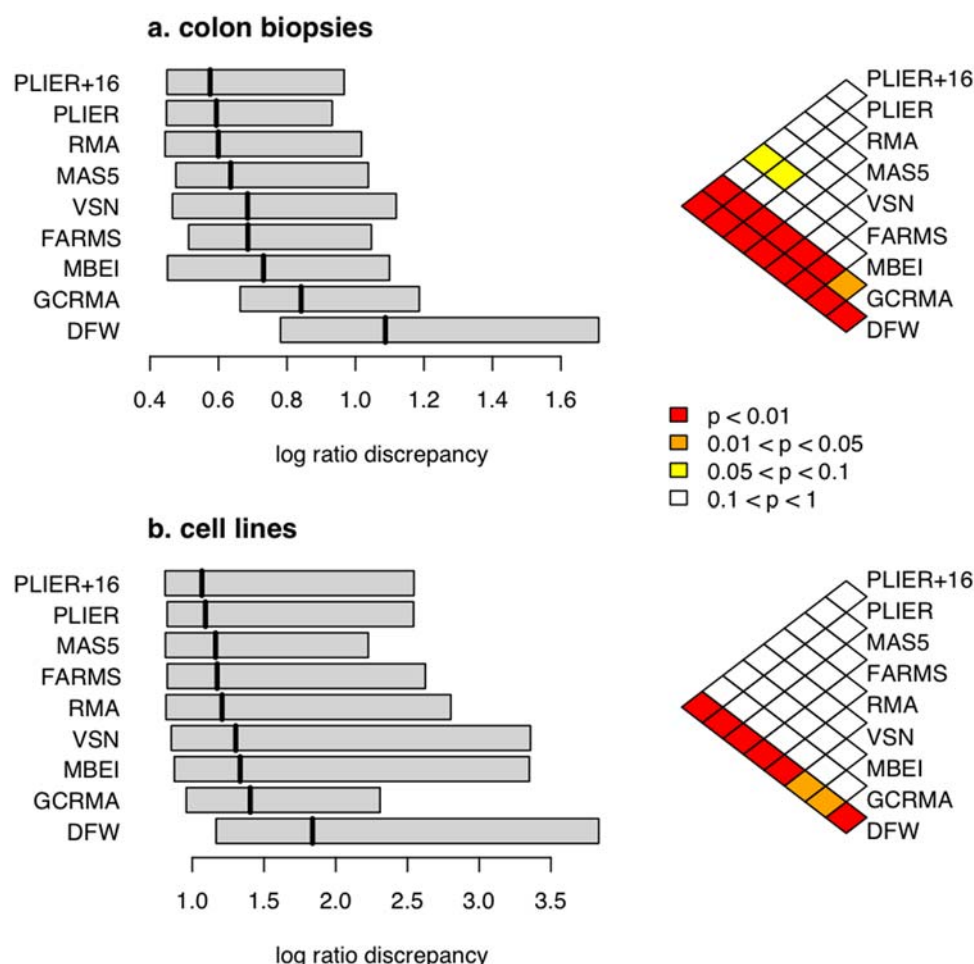 a. colon biopsies
PLIER+16
PLIER
RMA
MAS5
VSN
FARMS
MBEI
GCRMA
DFW
0.4 0.6 0.8 1.0 1.2 1.4 1.6
log ratio discrepancy
PLIER+16
PLIER
RMA
MAS5
VSN
FARMS
MBEI
GCRMA
DFW
p < 0.01
0.01 < p < 0.05
0.05 < p < 0.1
0.1 < p < 1
b. cell lines
PLIER+16
PLIER
MAS5
FARMS
RMA
VSN
MBEI
GCRMA
DFW
1.0 1.5 2.0 2.5 3.0 3.5
log ratio discrepancy
PLIER+16
PLIER
MAS5
FARMS
RMA
VSN
MBEI
GCRMA
DFW